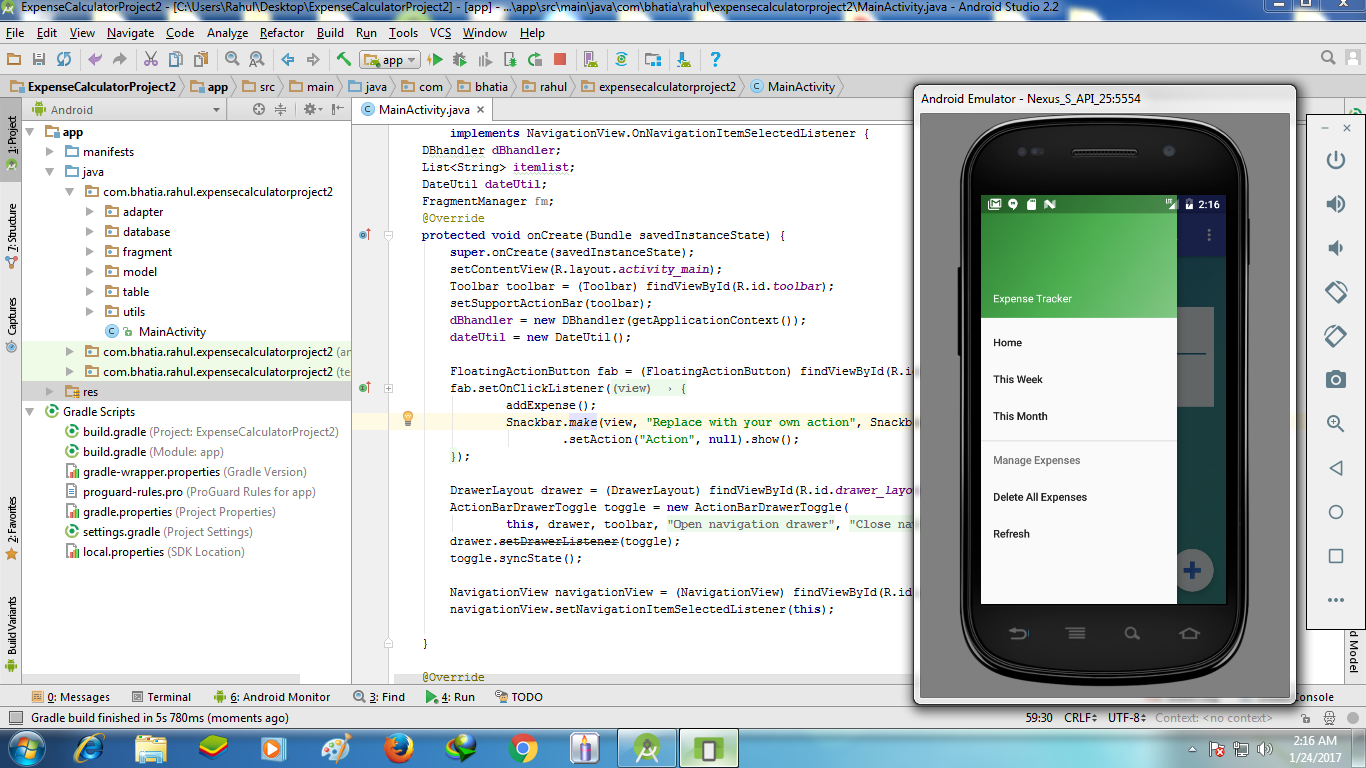 ExpenseCalculatorProject2 - [C:\Users\Rahul\Desktop\ExpenseCalculatorProject2] - [app] - ...\app\src\main\java\com\bhatia\rahul\expensecalculatorproject2\MainActivity.java - Android Studio 2.2
File Edit View Navigate Code Analyze Refactor Build Run Tools VCS Window Help
app
ExpenseCalculatorProject2 app src main java com bhatia rahul expensecalculatorproject2 MainActivity
Android
MainActivity.java
1: Project
7: Structure
Captures
2: Favorites
Build Variants
app
manifests
java
com.bhatia.rahul.expensecalculatorproject2
adapter
database
fragment
model
table
utils
MainActivity
com.bhatia.rahul.expensecalculatorproject2 (an
com.bhatia.rahul.expensecalculatorproject2 (te
res
Gradle Scripts
build.gradle (Project: ExpenseCalculatorProject2)
build.gradle (Module: app)
gradle-wrapper.properties (Gradle Version)
proguard-rules.pro (ProGuard Rules for app)
gradle.properties (Project Properties)
settings.gradle (Project Settings)
local.properties (SDK Location)
implements NavigationView.OnNavigationItemSelectedListener {
DBhandler dBhandler;
List<String> itemlist;
DateUtil dateUtil;
FragmentManager fm;
@Override
protected void onCreate(Bundle savedInstanceState) {
super.onCreate(savedInstanceState);
setContentView(R.layout.activity_main);
Toolbar toolbar = (Toolbar) findViewById(R.id.toolbar);
setSupportActionBar(toolbar);
dBhandler = new DBhandler(getApplicationContext());
dateUtil = new DateUtil();
FloatingActionButton fab = (FloatingActionButton) findViewById(R.i
fab.setOnClickListener((view) → {
addExpense();
Snackbar.make(view, "Replace with your own action", Snackb
.setAction("Action", null).show();
});
DrawerLayout drawer = (DrawerLayout) findViewById(R.id.drawer_layo
ActionBarDrawerToggle toggle = new ActionBarDrawerToggle(
this, drawer, toolbar, "Open navigation drawer", "Close na
drawer.setDrawerListener(toggle);
toggle.syncState();
NavigationView navigationView = (NavigationView) findViewById(R.id
navigationView.setNavigationItemSelectedListener(this);
}
@Override
Android Emulator - Nexus_S_API_25:5554
LTE 2:16
Expense Tracker
Home
This Week
This Month
Manage Expenses
Delete All Expenses
Refresh
d Model
0: Messages Terminal 6: Android Monitor 3: Find 4: Run TODO
Console
Gradle build finished in 5s 780ms (moments ago)
59:30 CRLF UTF-8 Context: <no context>
2:16 AM
1/24/2017